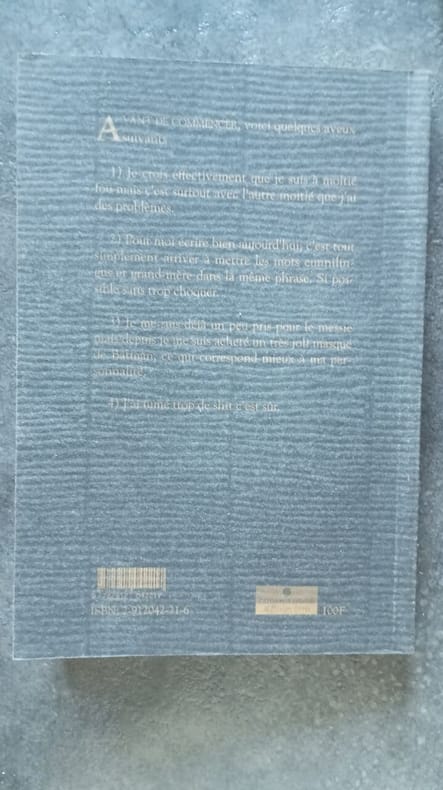 AVANT DE COMMENCER, voici quelques aveux
suivants
1) Je crois effectivement que je suis à moitié
fou mais c'est surtout avec l'autre moitié que j'ai
des problèmes.
2) Pour moi écrire bien aujourd'hui, c'est tout
simplement arriver à mettre les mots cunnilin-
gus et grand-mère dans la même phrase. Si pos-
sible sans trop choquer.
3) Je me suis déjà un peu pris pour le messie
mais depuis je me suis acheté un très joli masque
de Batman, ce qui correspond mieux à ma per-
sonnalité.
4) J'ai fumé trop de shit c'est sûr.
ISBN: 2-912042-21-6
100F